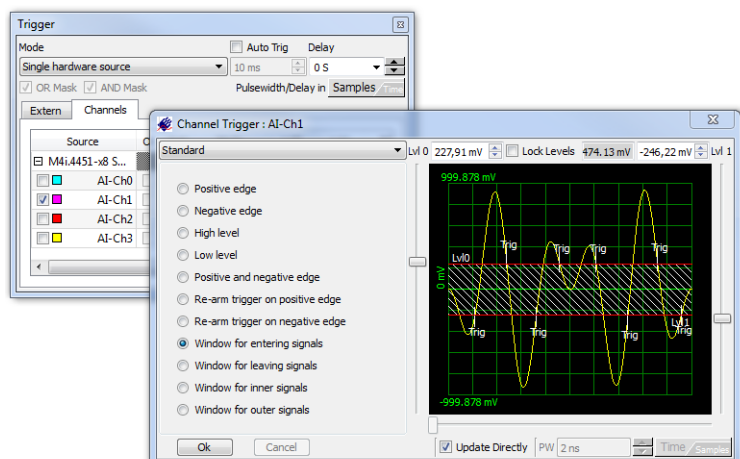 Trigger
Mode
Auto Trig
Delay
Single hardware source
10 ms
0 S
OR Mask
AND Mask
Pulsewidth/Delay in
Samples
Time
Extern
Channels
Source
M4i.4451-x8 S...
AI-Ch0
AI-Ch1
AI-Ch2
AI-Ch3
Channel Trigger : AI-Ch1
Standard
Lvl 0
227,91 mV
Lock Levels
474.13 mV
-246,22 mV
Lvl 1
Positive edge
Negative edge
High level
Low level
Positive and negative edge
Re-arm trigger on positive edge
Re-arm trigger on negative edge
Window for entering signals
Window for leaving signals
Window for inner signals
Window for outer signals
999.878 mV
Lvl0
Trig
Trig
Trig
Trig
0 mV
Lvl1
Trig
Trig
Trig
Trig
-999.878 mV
Ok
Cancel
Update Directly
PW
2 ns
Time
Samples